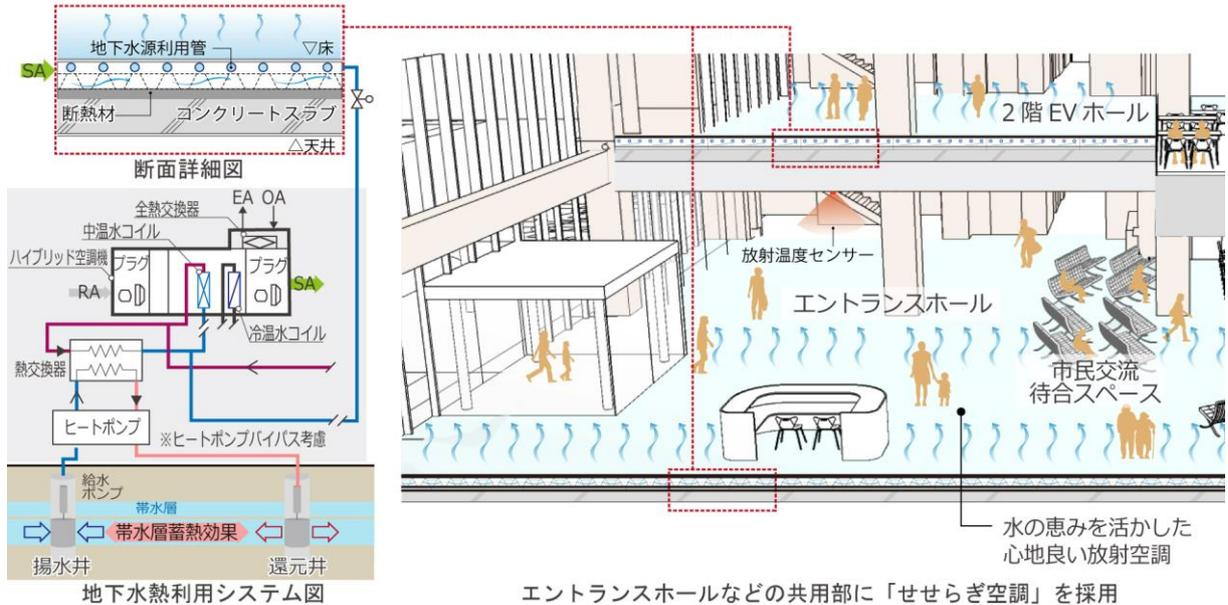 地下水源利用管
▽床
SA
断熱材
コンクリートスラブ
△天井
断面詳細図
EA
OA
全熱交換器
中温水コイル
ハイブリッド空調機
プラグ
プラグ
RA
SA
冷温水コイル
熱交換器
ヒートポンプ
※ヒートポンプバイパス考慮
給水
ポンプ
帯水層
帯水層蓄熱効果
揚水井
還元井
地下水熱利用システム図
2階EVホール
放射温度センサー
エントランスホール
市民交流
待合スペース
水の恵みを活かした
心地良い放射空調
エントランスホールなどの共用部に「せせらぎ空調」を採用